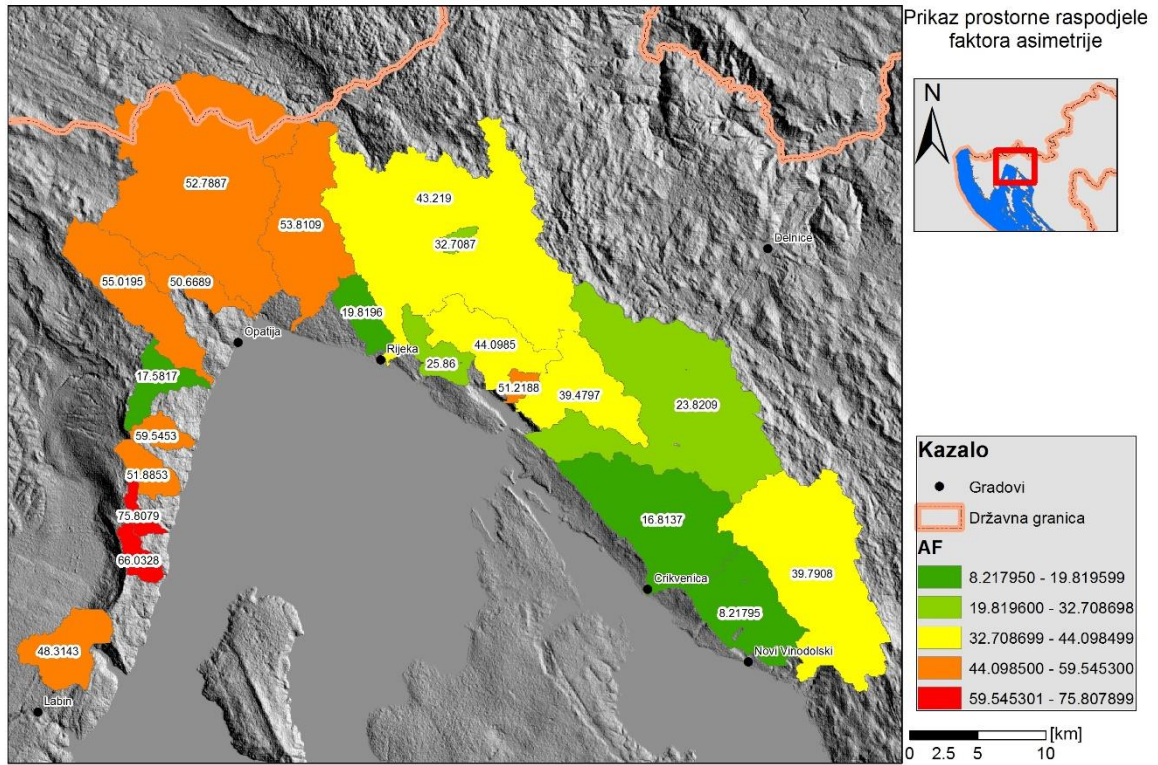 Prikaz prostorne raspodjele
faktora asimetrije
N
52.7887
43.219
53.8109
32.7087
Delnice
55.0195
50.6689
19.8196
Opatija
44.0985
Rijeka
25.86
17.5817
51.2188
39.4797
23.8209
59.5453
51.8853
75.8079
16.8137
66.0328
39.7908
Crikvenica
8.21795
48.3143
Novi Vinodolski
Labin
Kazalo
Gradovi
Državna granica
AF
8.217950 - 19.819599
19.819600 - 32.708698
32.708699 - 44.098499
44.098500 - 59.545300
59.545301 - 75.807899
[km]
0 2.5 5 10